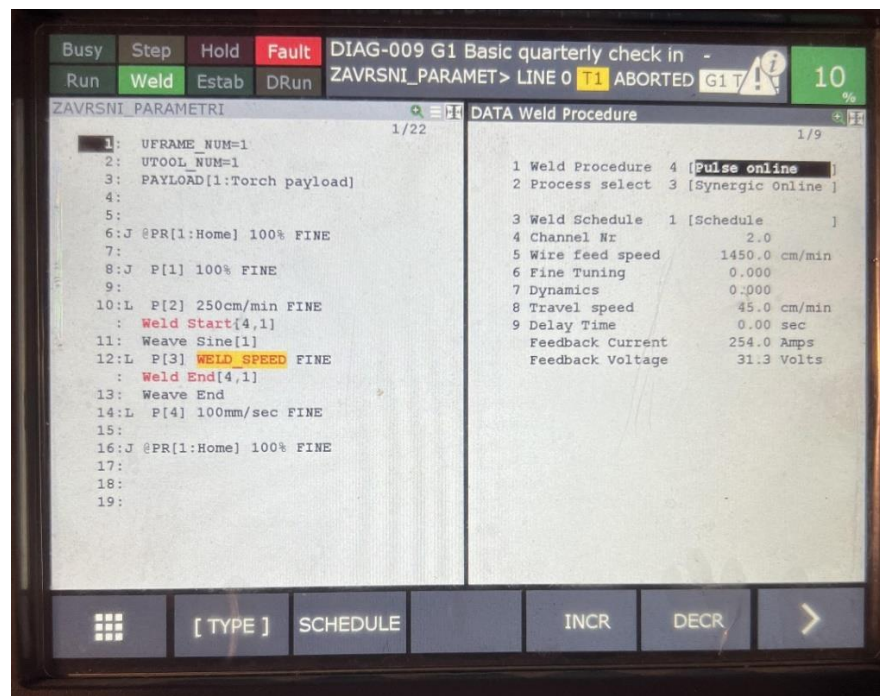 Busy Step Hold Fault DIAG-009 G1 Basic quarterly check in -
Run Weld Estab DRun ZAVRSNI_PARAMET> LINE 0 T1 ABORTED G1
10
%
ZAVRSNI_PARAMETRI
1/22
1: UFRAME_NUM=1
2: UTOOL_NUM=1
3: PAYLOAD[1:Torch payload]
4:
5:
6:J @PR[1:Home] 100% FINE
7:
8:J P[1] 100% FINE
9:
10:L P[2] 250cm/min FINE
: Weld Start[4,1]
11: Weave Sine[1]
12:L P[3] WELD_SPEED FINE
: Weld End[4,1]
13: Weave End
14:L P[4] 100mm/sec FINE
15:
16:J @PR[1:Home] 100% FINE
17:
18:
19:
DATA Weld Procedure
1/9
1 Weld Procedure 4 [Pulse online ]
2 Process select 3 [Synergic Online ]
3 Weld Schedule 1 [Schedule ]
4 Channel Nr 2.0
5 Wire feed speed 1450.0 cm/min
6 Fine Tuning 0.000
7 Dynamics 0.000
8 Travel speed 45.0 cm/min
9 Delay Time 0.00 sec
Feedback Current 254.0 Amps
Feedback Voltage 31.3 Volts
[ TYPE ] SCHEDULE INCR DECR >